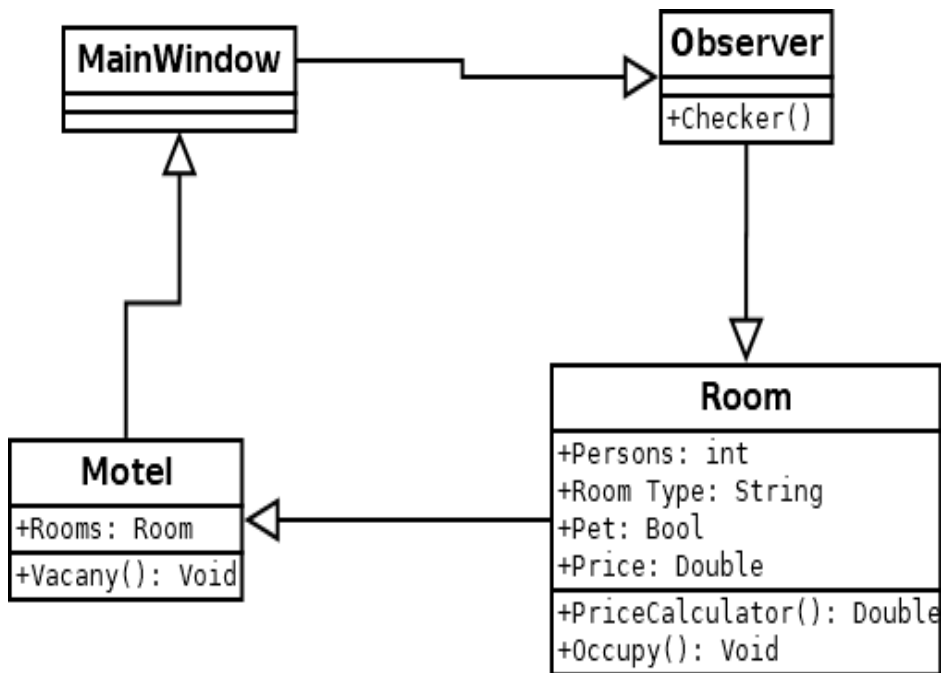 MainWindow
Observer
+Checker()
Room
+Persons: int
+Room Type: String
+Pet: Bool
+Price: Double
+PriceCalculator(): Double
+Occupy(): Void
Motel
+Rooms: Room
+Vacany(): Void